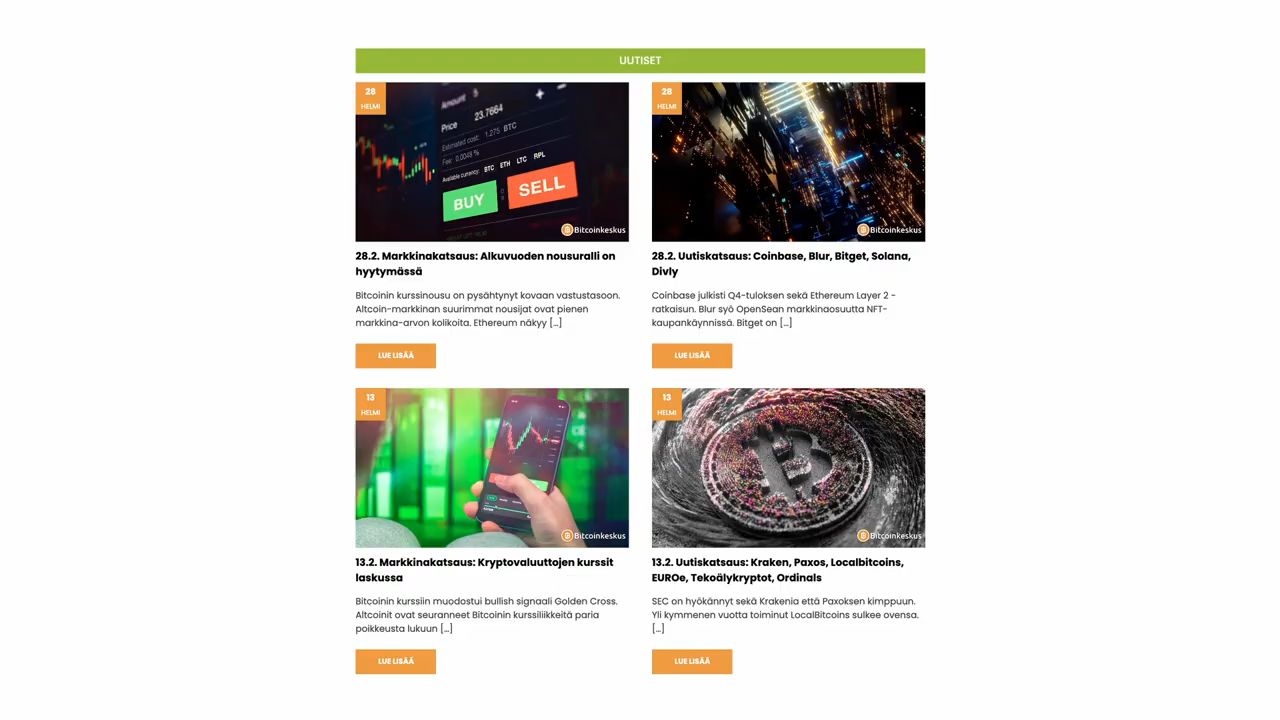 UUTISET
28
HELMI
Amount 5
Price 23.7664
Estimated cost: 1.275 BTC
Fee: 0.0048 %
Available currency: BTC ETH LTC RPL
BUY
SELL
Bitcoinkeskus
28
HELMI
Bitcoinkeskus
28.2. Markkinakatsaus: Alkuvuoden nousuralli on
hyytymässä
Bitcoinin kurssinousu on pysähtynyt kovaan vastustasoon.
Altcoin-markkinan suurimmat nousijat ovat pienen
markkina-arvon kolikoita. Ethereum näkyy [...]
LUE LISÄÄ
28.2. Uutiskatsaus: Coinbase, Blur, Bitget, Solana,
Divly
Coinbase julkisti Q4-tuloksen sekä Ethereum Layer 2 -
ratkaisun. Blur syö OpenSean markkinaosuutta NFT-
kaupankäynnissä. Bitget on [...]
LUE LISÄÄ
13
HELMI
Bitcoinkeskus
13
HELMI
Bitcoinkeskus
13.2. Markkinakatsaus: Kryptovaluuttojen kurssit
laskussa
Bitcoinin kurssiin muodostui bullish signaali Golden Cross.
Altcoinit ovat seuranneet Bitcoinin kurssiliikkeitä paria
poikkeusta lukuun [...]
LUE LISÄÄ
13.2. Uutiskatsaus: Kraken, Paxos, Localbitcoins,
EUROe, Tekoälykryptot, Ordinals
SEC on hyökännyt sekä Krakenia että Paxoksen kimppuun.
Yli kymmenen vuotta toiminut LocalBitcoins sulkee ovensa.
[...]
LUE LISÄÄ